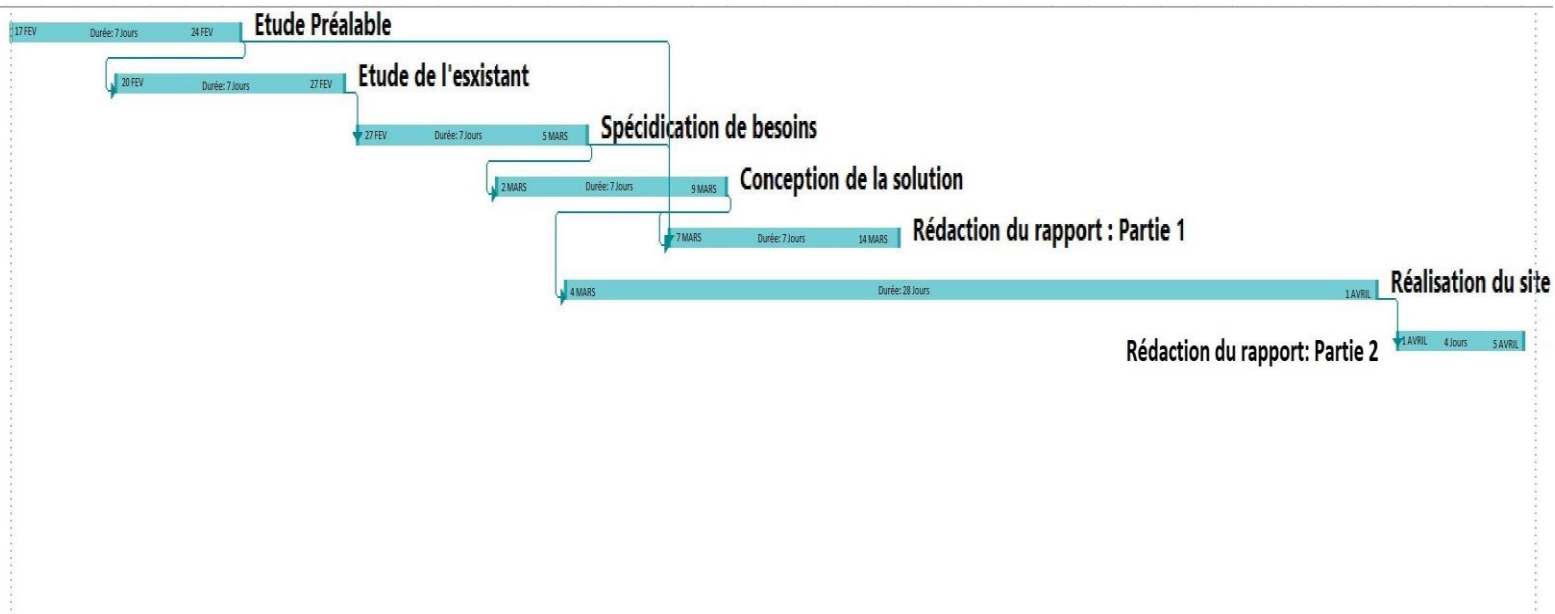 17 FEV Durée: 7 Jours 24 FEV Etude Préalable
20 FEV Durée: 7 Jours 27 FEV Etude de l'esxistant
27 FEV Durée: 7 Jours 5 MARS Spécidication de besoins
2 MARS Durée: 7 Jours 9 MARS Conception de la solution
7 MARS Durée: 7 Jours 14 MARS Rédaction du rapport : Partie 1
4 MARS Durée: 28 Jours 1 AVRIL Réalisation du site
Rédaction du rapport: Partie 2 1 AVRIL 4 Jours 5 AVRIL